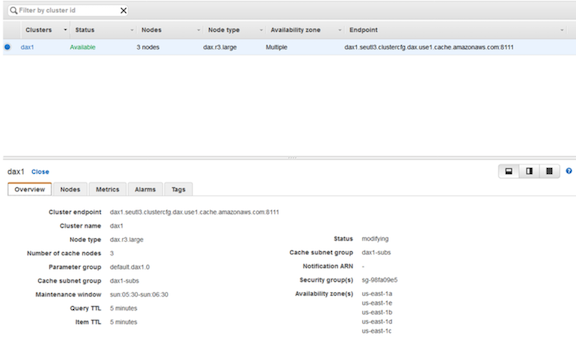 Filter by cluster id X
Clusters Status Nodes Node type Availability zone Endpoint
dax1 Available 3 nodes dax.r3.large Multiple dax1.seutl3.clustercfg.dax.use1.cache.amazonaws.com:8111
dax1 Close
Overview Nodes Metrics Alarms Tags
Cluster endpoint dax1.seutl3.clustercfg.dax.use1.cache.amazonaws.com:8111
Cluster name dax1
Node type dax.r3.large
Number of cache nodes 3
Parameter group default.dax1.0
Cache subnet group dax1-subs
Maintenance window sun:05:30-sun:06:30
Query TTL 5 minutes
Item TTL 5 minutes
Status modifying
Cache subnet group dax1-subs
Notification ARN -
Security group(s) sg-98fa09e5
Availability zone(s) us-east-1a
us-east-1e
us-east-1b
us-east-1d
us-east-1c